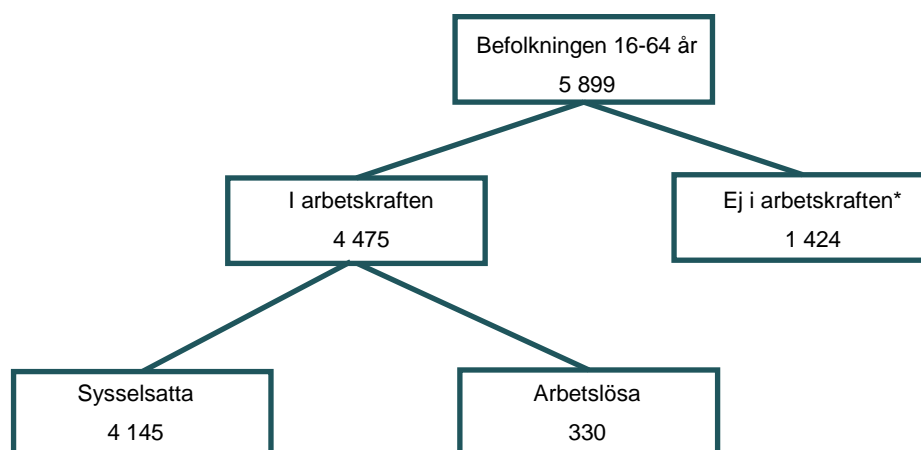 Befolkningen 16-64 år
5 899
I arbetskraften
4 475
Ej i arbetskraften*
1 424
Sysselsatta
4 145
Arbetslösa
330